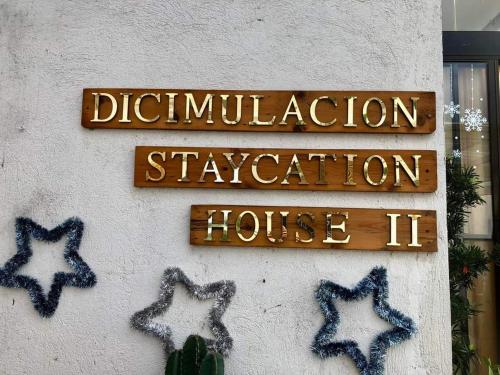 DICIMULACION
STAYCATION
HOUSE II